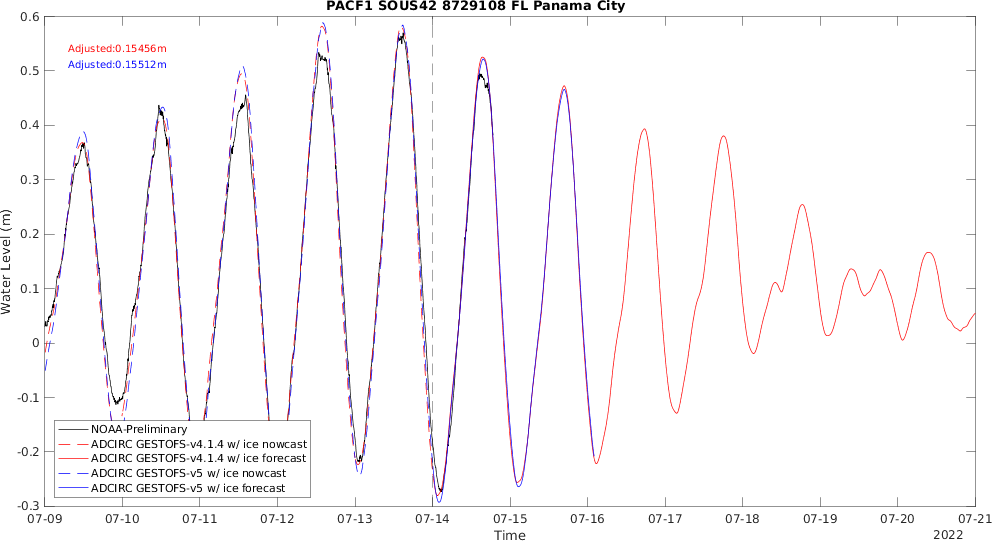 PACF1 SOUS42 8729108 FL Panama City
Adjusted:0.15456m
Adjusted:0.15512m
Water Level (m)
0.6
0.5
0.4
0.3
0.2
0.1
0
-0.1
-0.2
-0.3
NOAA-Preliminary
ADCIRC GESTOFS-v4.1.4 w/ ice nowcast
ADCIRC GESTOFS-v4.1.4 w/ ice forecast
ADCIRC GESTOFS-v5 w/ ice nowcast
ADCIRC GESTOFS-v5 w/ ice forecast
07-09 07-10 07-11 07-12 07-13 07-14 07-15 07-16 07-17 07-18 07-19 07-20 07-21
Time
2022